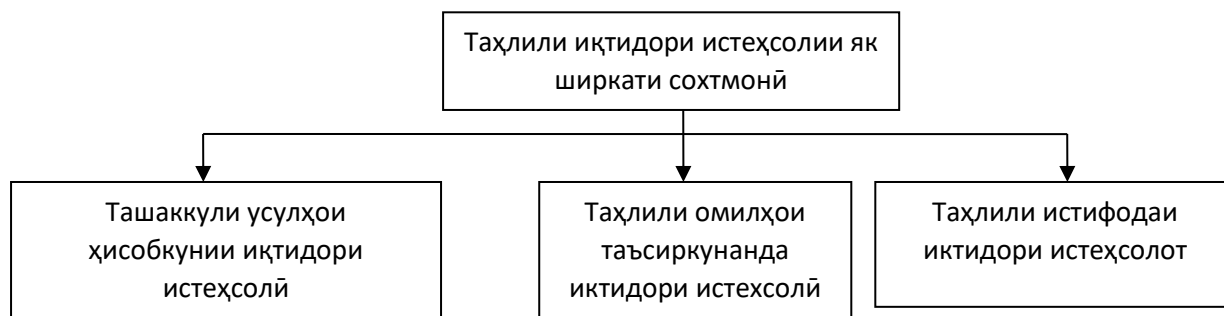 Таҳлили иқтидори истеҳсолии як
ширкати сохтмонӣ
Ташаккули усулҳои
ҳисобкунии иқтидори
истеҳсолӣ
Таҳлили омилҳои
таъсиркунанда
иктидори истехсолӣ
Таҳлили истифодаи
иктидори истеҳсолот